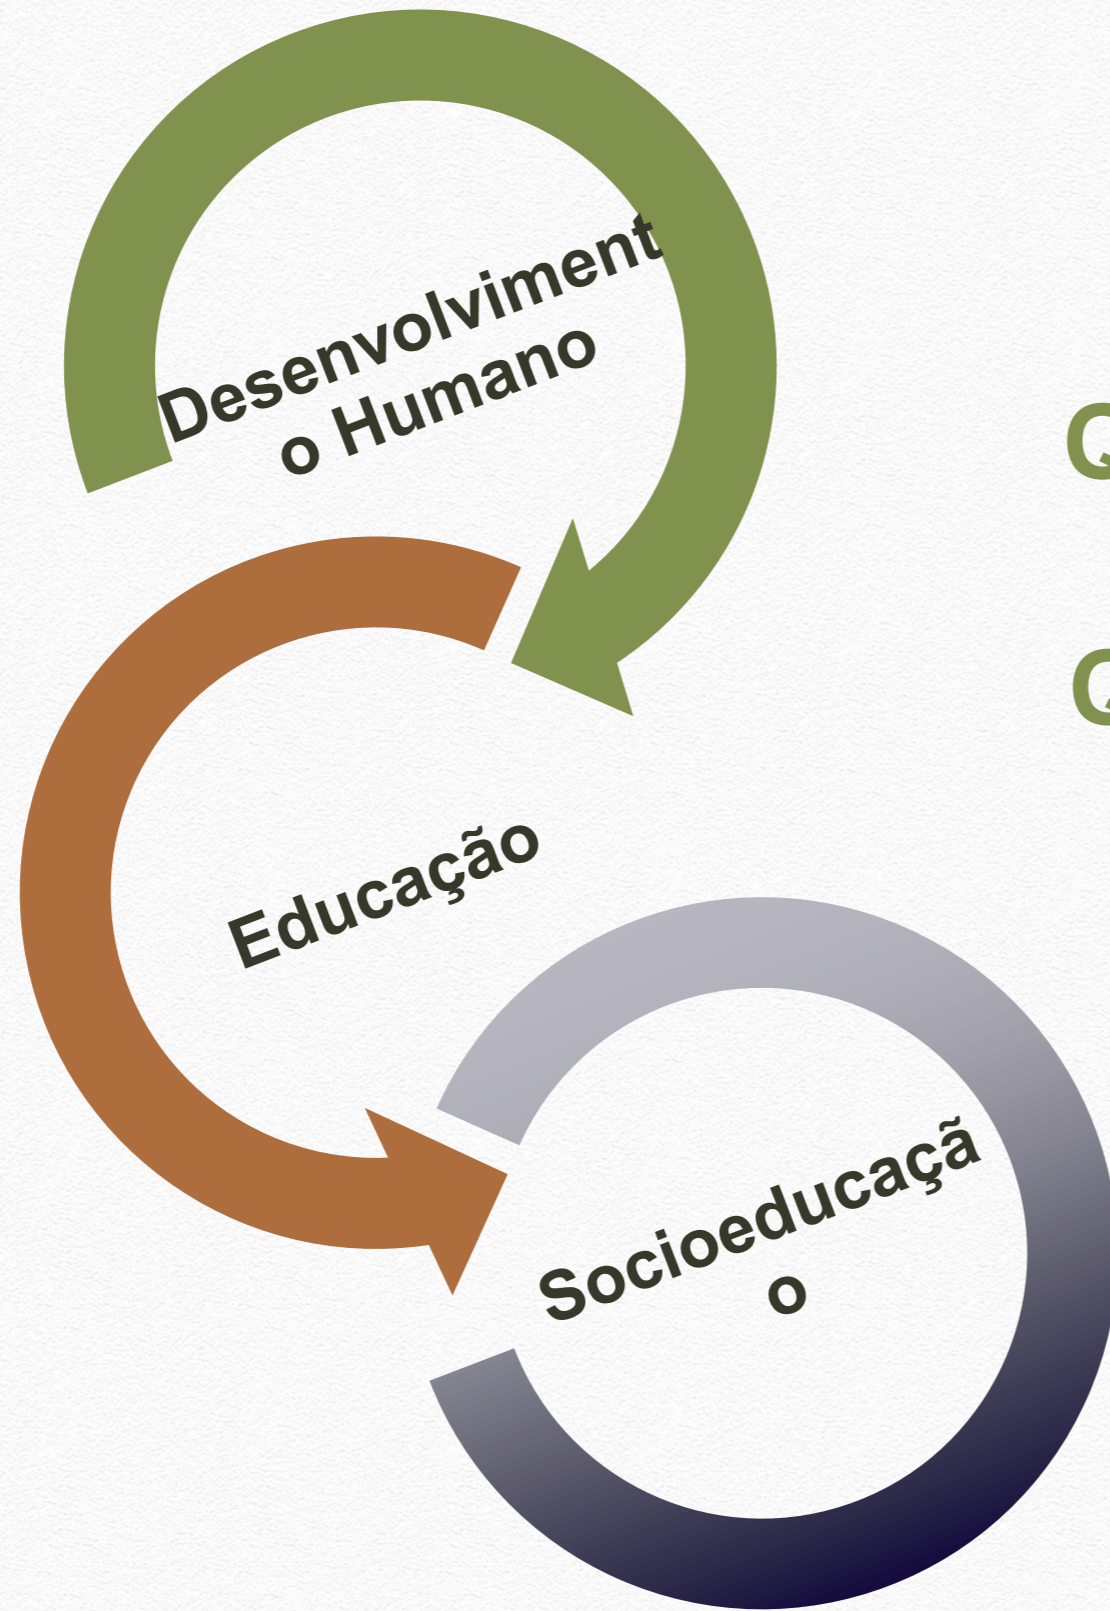 Desenvolviment
o Humano
Q
Q
Educação
Socioeducaçã
o